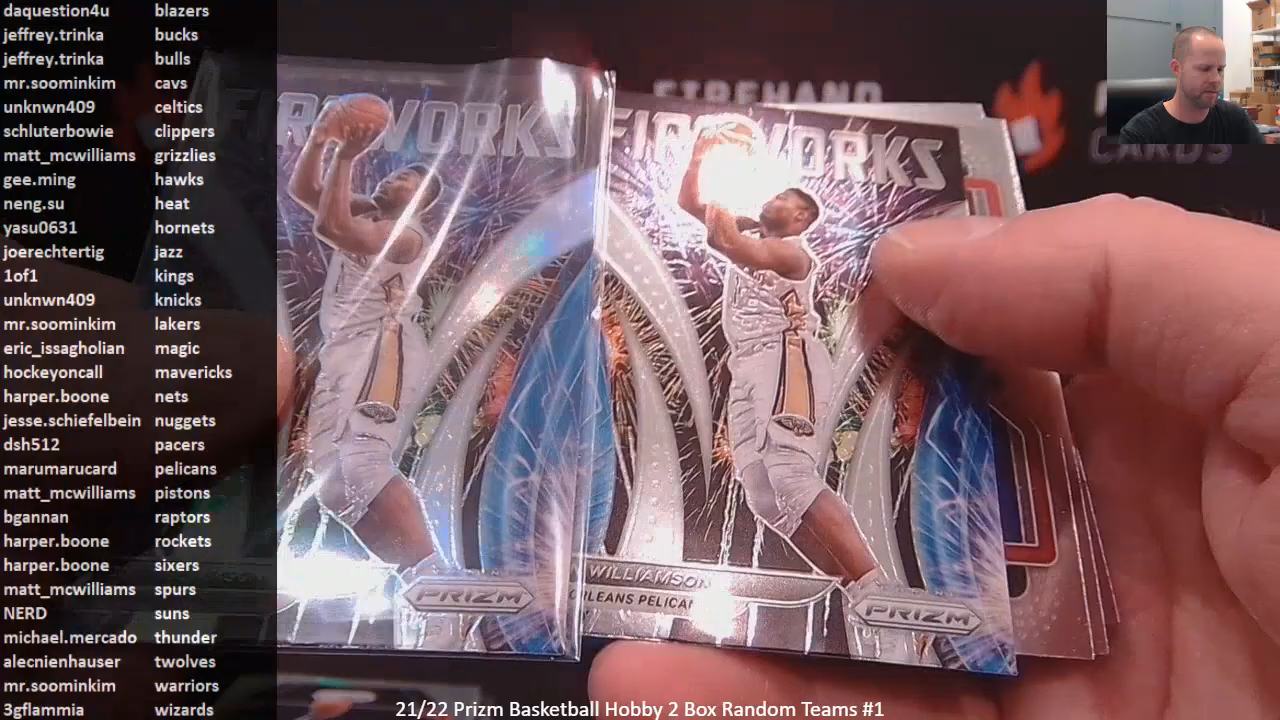 daquestion4u blazers
jeffrey.trinka bucks
jeffrey.trinka bulls
mr.soominkim cavs
unknwn409 celtics
schluterbowie clippers
matt_mcwilliams grizzlies
gee.ming hawks
neng.su heat
yasu0631 hornets
joerechtertig jazz
1of1 kings
unknwn409 knicks
mr.soominkim lakers
eric_issagholian magic
hockeyoncall mavericks
harper.boone nets
jesse.schiefelbein nuggets
dsh512 pacers
marumarucard pelicans
matt_mcwilliams pistons
bgannan raptors
harper.boone rockets
harper.boone sixers
matt_mcwilliams spurs
NERD suns
michael.mercado thunder
alecnienhauser twolves
mr.soominkim warriors
3gflammia wizards
FIREHAND
CARDS
WILLIAMSON
PRIZM
PRIZM
21/22 Prizm Basketball Hobby 2 Box Random Teams #1